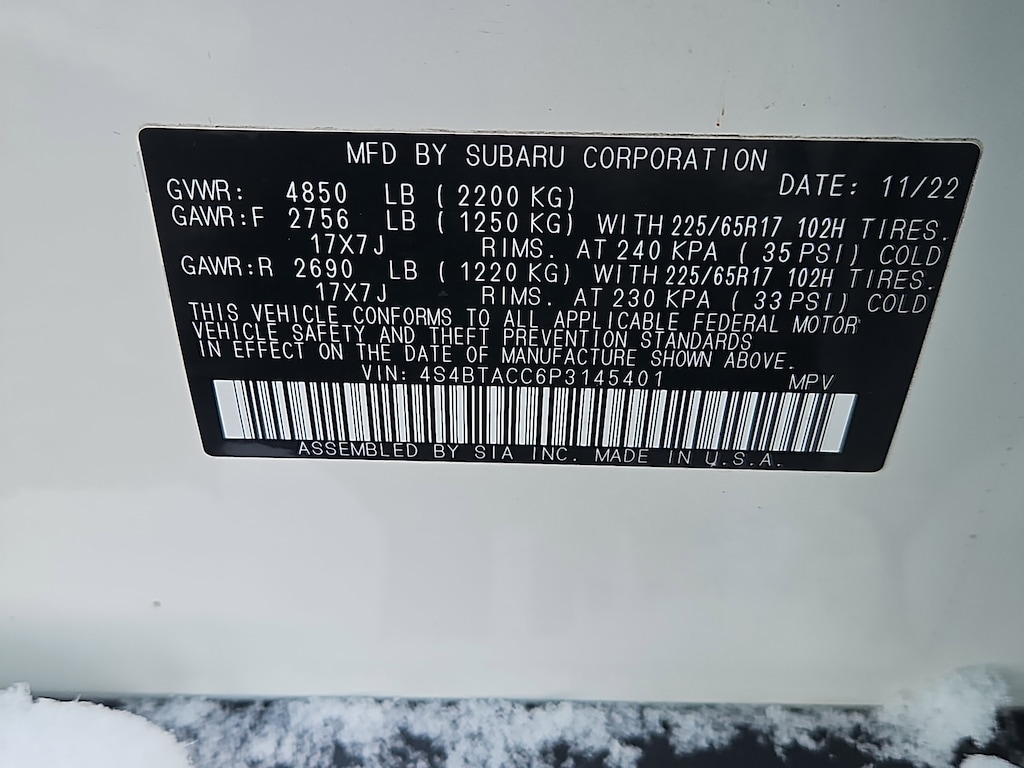 MFD BY SUBARU CORPORATION
DATE: 11/22
GVWR: 4850 LB ( 2200 KG)
GAWR:F 2756 LB ( 1250 KG) WITH 225/65R17 102H TIRES.
17X7J RIMS. AT 240 KPA ( 35 PSI) COLD
GAWR:R 2690 LB ( 1220 KG) WITH 225/65R17 102H TIRES.
17X7J RIMS. AT 230 KPA ( 33 PSI) COLD
THIS VEHICLE CONFORMS TO ALL APPLICABLE FEDERAL MOTOR
VEHICLE SAFETY AND THEFT PREVENTION STANDARDS
IN EFFECT ON THE DATE OF MANUFACTURE SHOWN ABOVE.
VIN: 4S4BTACC6P3145401 MPV
ASSEMBLED BY SIA INC. MADE IN U.S.A.